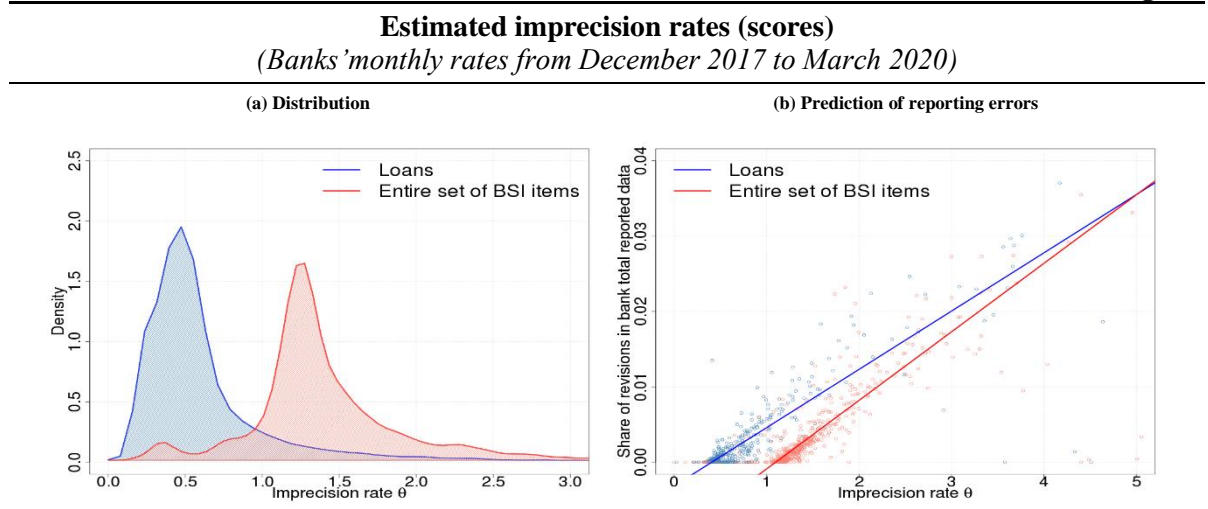 Estimated imprecision rates (scores)
(Banks’monthly rates from December 2017 to March 2020)
(a) Distribution
(b) Prediction of reporting errors
Loans
Entire set of BSI items
Density
2.5
2.0
1.5
1.0
0.5
0.0
0.0 0.5 1.0 1.5 2.0 2.5 3.0
Imprecision rate θ
Loans
Entire set of BSI items
Share of revisions in bank total reported data
0.04
0.03
0.02
0.01
0.00
0 1 2 3 4 5
Imprecision rate θ